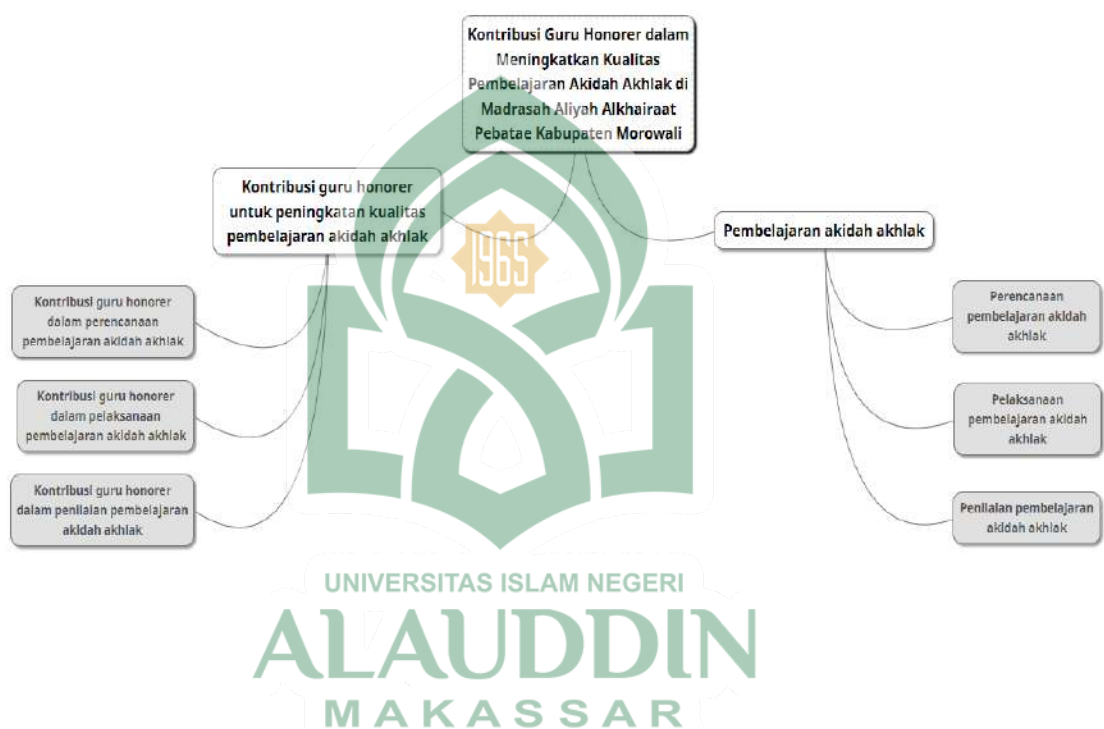 Kontribusi Guru Honorer dalam
Meningkatkan Kualitas
Pembelajaran Akidah Akhlak di
Madrasah Aliyah Alkhairaat
Pebatae Kabupaten Morowali
Kontribusi guru honorer
untuk peningkatan kualitas
pembelajaran akidah akhlak
Pembelajaran akidah akhlak
1965
Kontribusi guru honorer
dalam perencanaan
pembelajaran akidah akhlak
Kontribusi guru honorer
dalam pelaksanaan
pembelajaran akidah akhlak
Kontribusi guru honorer
dalam penilaian pembelajaran
akidah akhlak
Perencanaan
pembelajaran akidah
akhlak
Pelaksanaan
pembelajaran akidah
akhlak
Penilaian pembelajaran
akidah akhlak
UNIVERSITAS ISLAM NEGERI
ALAUDDIN
MAKASSAR